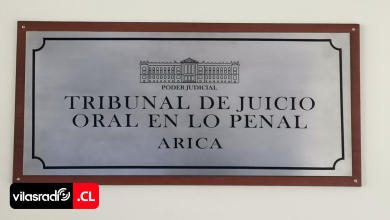 PODER JUDICIAL
TRIBUNAL DE JUICIO
ORAL EN LO PENAL
ARICA
vilasradio .CL